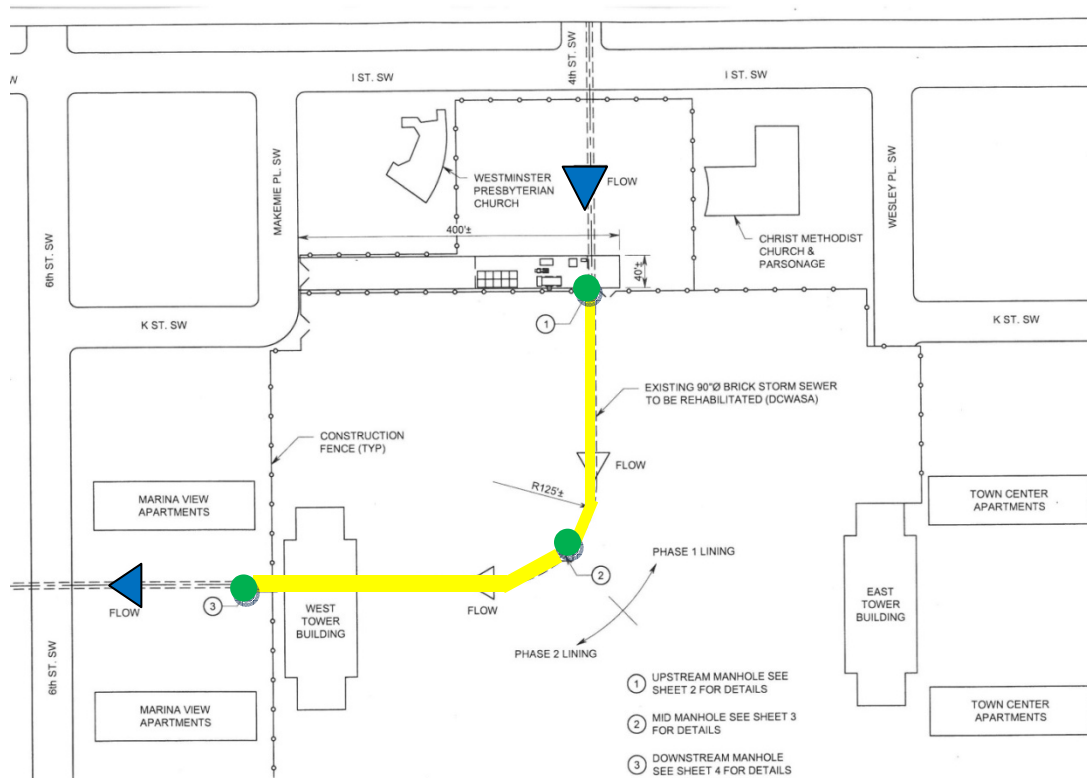 4th ST. SW
I ST. SW
I ST. SW
W
MAKEMIE PL. SW
WESTMINSTER
PRESBYTERIAN
CHURCH
FLOW
WESLEY PL. SW
CHRIST METHODIST
CHURCH &
PARSONAGE
6th ST. SW
400'±
40'±
K ST. SW
1
K ST. SW
EXISTING 90"Ø BRICK STORM SEWER
TO BE REHABILITATED (DCWASA)
CONSTRUCTION
FENCE (TYP)
FLOW
R125'±
MARINA VIEW
APARTMENTS
TOWN CENTER
APARTMENTS
PHASE 1 LINING
2
3
FLOW
FLOW
WEST
TOWER
BUILDING
EAST
TOWER
BUILDING
PHASE 2 LINING
6th ST. SW
MARINA VIEW
APARTMENTS
TOWN CENTER
APARTMENTS
1 UPSTREAM MANHOLE SEE
SHEET 2 FOR DETAILS
2 MID MANHOLE SEE SHEET 3
FOR DETAILS
3 DOWNSTREAM MANHOLE
SEE SHEET 4 FOR DETAILS